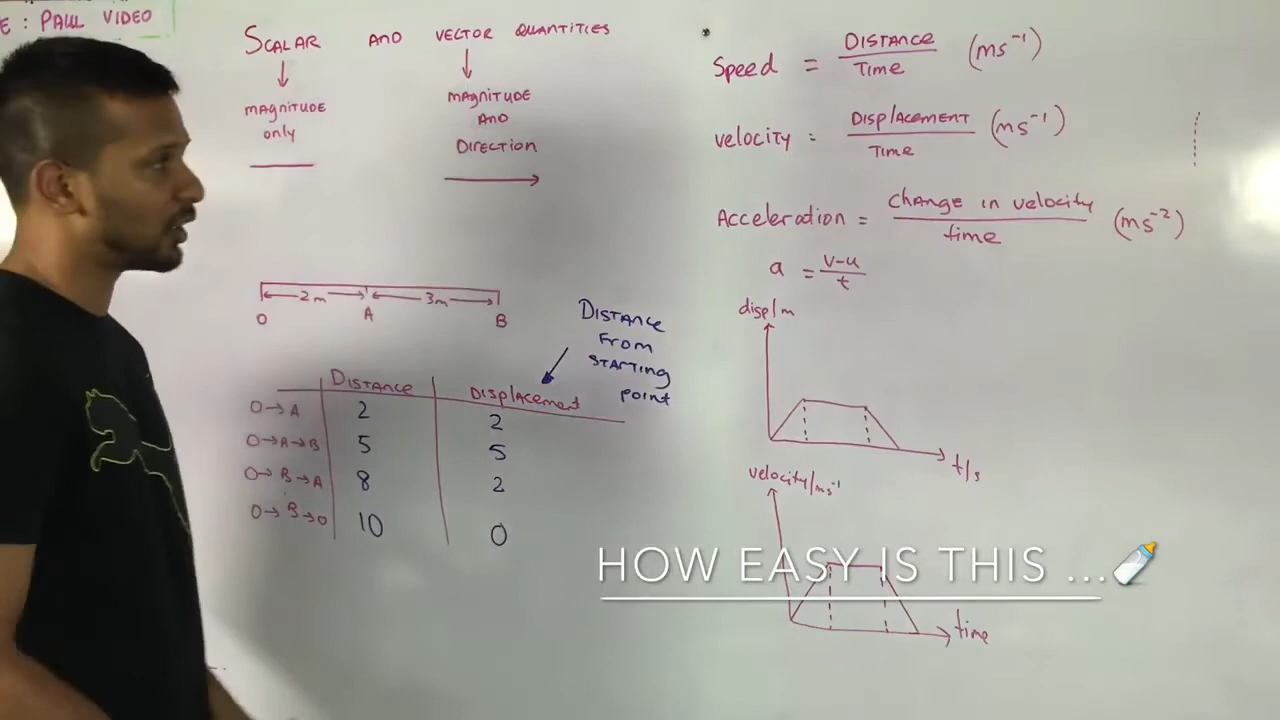 E : PAUL VIDEO
SCALAR AND VECTOR QUANTITIES
MAGNITUDE
only
MAGNITUDE
AND
DIRECTION
Speed = DISTANCE / Time (ms⁻¹)
velocity = DISPLACEMENT / TIME (ms⁻¹)
Acceleration = CHANGE in velocity / time (ms⁻²)
a = v-u / t
2m 3m
O A B
DISTANCE
FROM
STARTING
POINT
DISTANCE DISPLACEMENT
O→A 2 2
O→A→B 5 5
O→B→A 8 2
O→B→O 10 0
displ m
t/s
velocity/ms⁻¹
time
HOW EASY IS THIS ...🍼